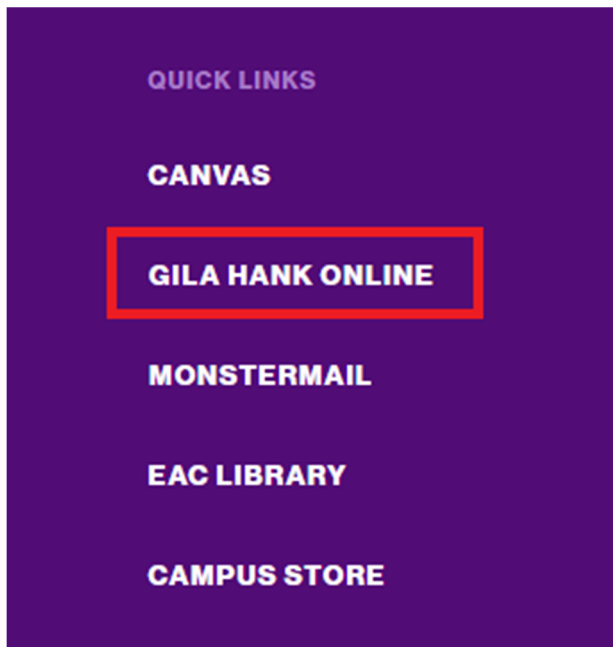 QUICK LINKS
CANVAS
GILA HANK ONLINE
MONSTERMAIL
EAC LIBRARY
CAMPUS STORE